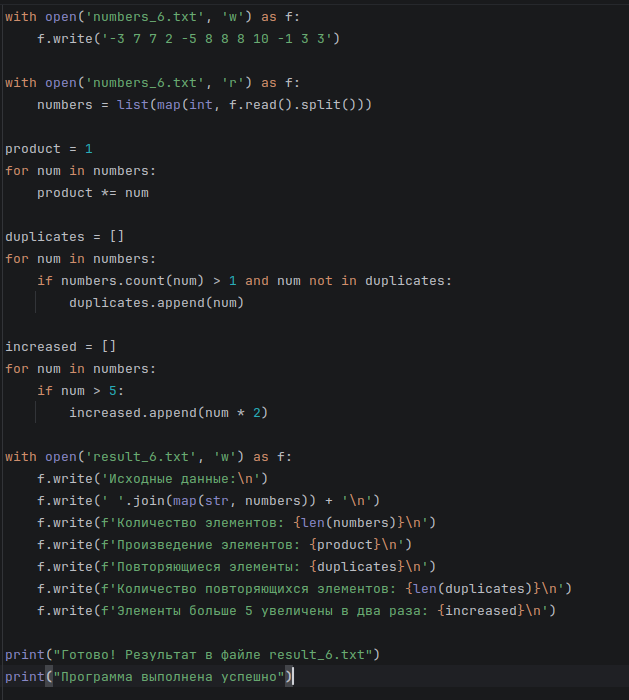 with open('numbers_6.txt', 'w') as f:
    f.write('-3 7 7 2 -5 8 8 8 10 -1 3 3')

with open('numbers_6.txt', 'r') as f:
    numbers = list(map(int, f.read().split()))

product = 1
for num in numbers:
    product *= num

duplicates = []
for num in numbers:
    if numbers.count(num) > 1 and num not in duplicates:
        duplicates.append(num)

increased = []
for num in numbers:
    if num > 5:
        increased.append(num * 2)

with open('result_6.txt', 'w') as f:
    f.write('Исходные данные:\n')
    f.write(' '.join(map(str, numbers)) + '\n')
    f.write(f'Количество элементов: {len(numbers)}\n')
    f.write(f'Произведение элементов: {product}\n')
    f.write(f'Повторяющиеся элементы: {duplicates}\n')
    f.write(f'Количество повторяющихся элементов: {len(duplicates)}\n')
    f.write(f'Элементы больше 5 увеличены в два раза: {increased}\n')

print("Готово! Результат в файле result_6.txt")
print("Программа выполнена успешно")